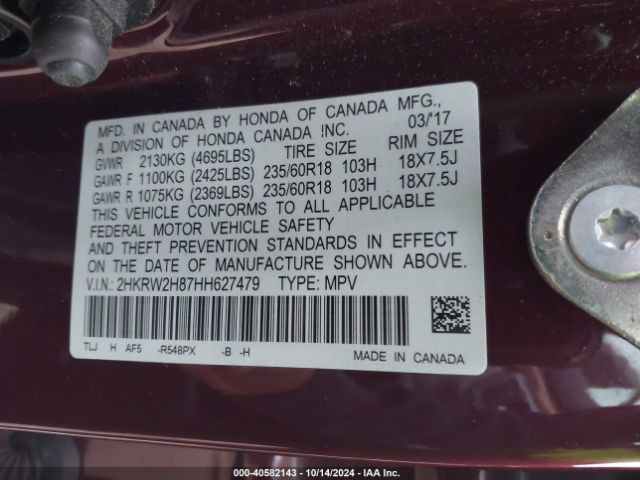 MFD. IN CANADA BY HONDA OF CANADA MFG.,
A DIVISION OF HONDA CANADA INC. 03/'17
GVWR 2130KG (4695LBS) TIRE SIZE RIM SIZE
GAWR F 1100KG (2425LBS) 235/60R18 103H 18X7.5J
GAWR R 1075KG (2369LBS) 235/60R18 103H 18X7.5J
THIS VEHICLE CONFORMS TO ALL APPLICABLE
FEDERAL MOTOR VEHICLE SAFETY
AND THEFT PREVENTION STANDARDS IN EFFECT
ON THE DATE OF MANUFACTURE SHOWN ABOVE.
V.I.N.: 2HKRW2H87HH627479 TYPE: MPV
TLJ H AF5 -R548PX -B -H
MADE IN CANADA
000-40582143 - 10/14/2024 - IAA Inc.